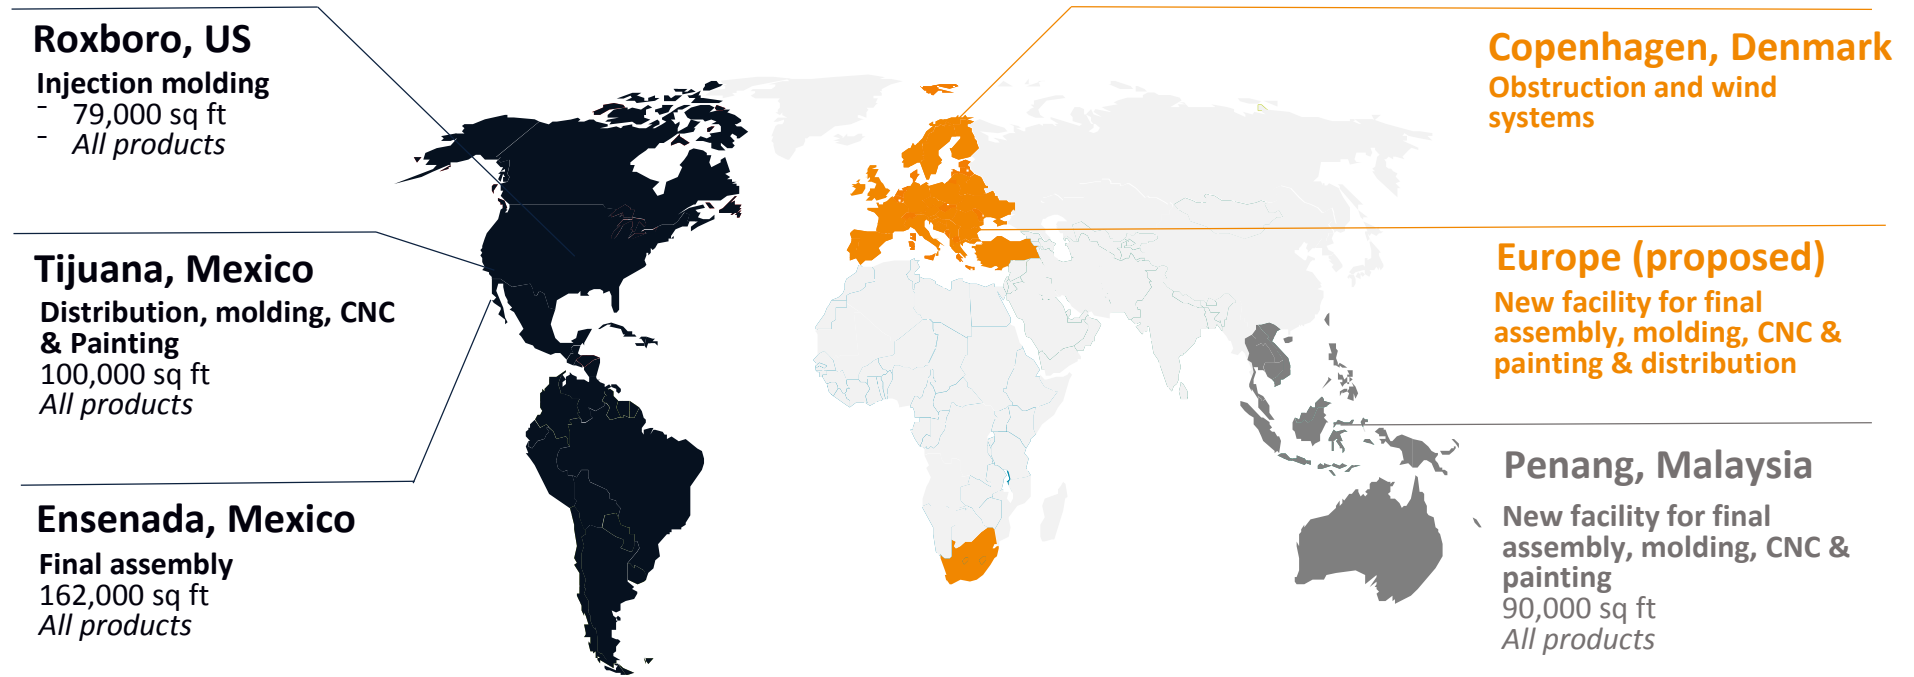 Roxboro, US
Injection molding
- 79,000 sq ft
- All products
Tijuana, Mexico
Distribution, molding, CNC
& Painting
100,000 sq ft
All products
Ensenada, Mexico
Final assembly
162,000 sq ft
All products
Copenhagen, Denmark
Obstruction and wind
systems
Europe (proposed)
New facility for final
assembly, molding, CNC &
painting & distribution
Penang, Malaysia
New facility for final
assembly, molding, CNC &
painting
90,000 sq ft
All products